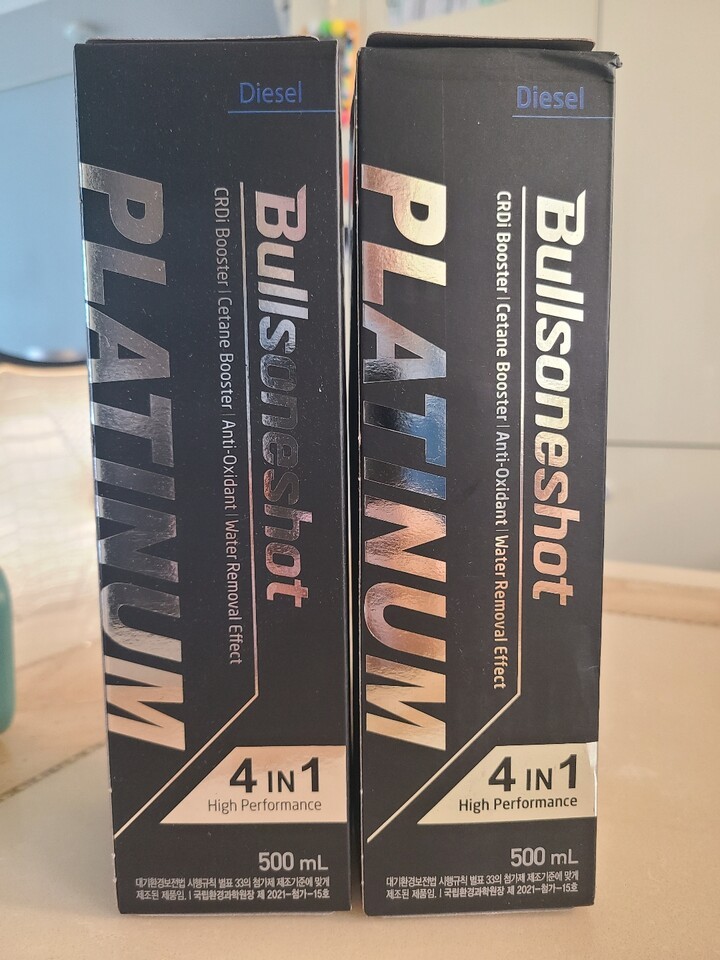 Diesel
Bullsoneshot
CRDi Booster | Cetane Booster | Anti-Oxidant | Water Removal Effect
PLATINUM
4 IN 1
High Performance
500 mL
대기환경보전법 시행규칙 별표 33의 첨가제 제조기준에 맞게
제조된 제품임. | 국립환경과학원장 제 2021-첨가-15호
Diesel
Bullsoneshot
CRDi Booster | Cetane Booster | Anti-Oxidant | Water Removal Effect
PLATINUM
4 IN 1
High Performance
500 mL
대기환경보전법 시행규칙 별표 33의 첨가제 제조기준에 맞게
제조된 제품임. | 국립환경과학원장 제 2021-첨가-15호